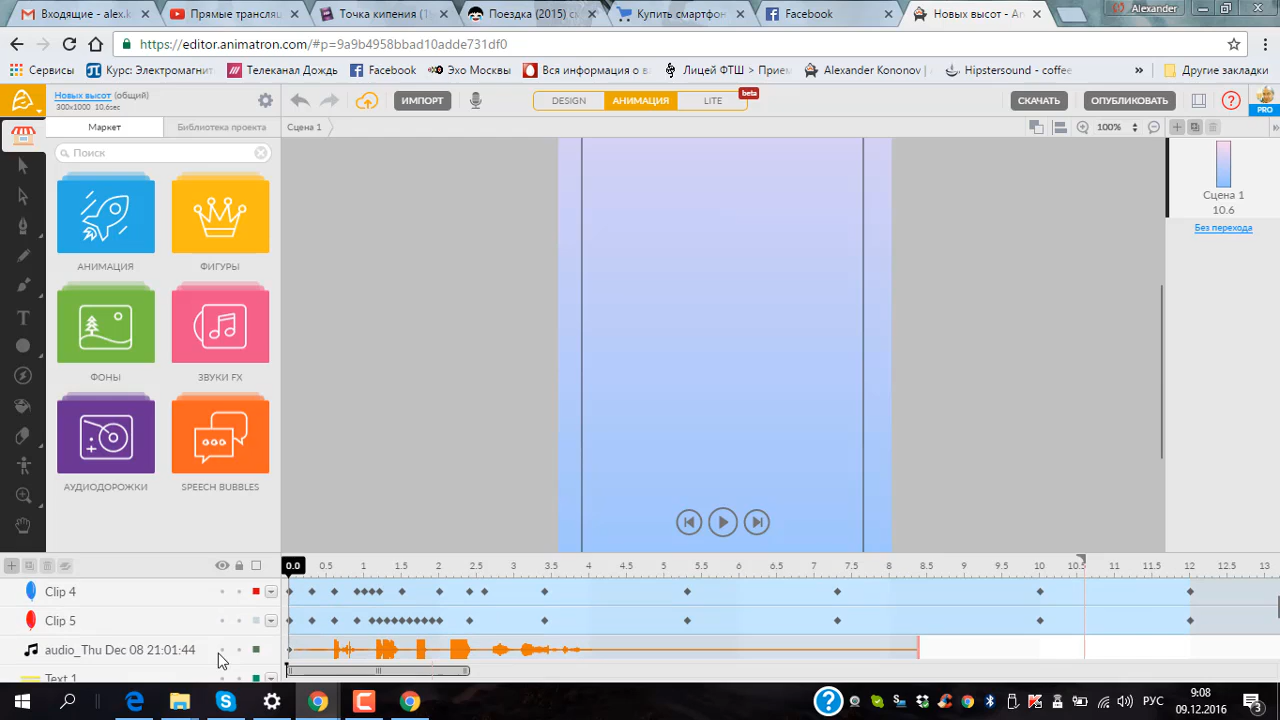 Входящие - alex.k
Прямые трансляц
Точка кипения (1
Поездка (2015) с
Купить смартфон
Facebook
Новых высот - An
Alexander
https://editor.animatron.com/#p=9a9b4958bbad10adde731df0
Сервисы
Курс: Электромагнит
Телеканал Дождь
Facebook
Эхо Москвы
Вся информация о в
Лицей ФТШ > Прием
Alexander Kononov /
Hipstersound - coffee
»
Другие закладки
Новых высот (общий)
300x1000 10,6sec
ИМПОРТ
DESIGN
АНИМАЦИЯ
LITE
beta
СКАЧАТЬ
ОПУБЛИКОВАТЬ
PRO
Маркет
Библиотека проекта
Сцена 1
100%
Поиск
Сцена 1
10.6
Без перехода
АНИМАЦИЯ
ФИГУРЫ
ФОНЫ
ЗВУКИ FX
АУДИОДОРОЖКИ
SPEECH BUBBLES
0.0 0.5 1 1.5 2 2.5 3 3.5 4 4.5 5 5.5 6 6.5 7 7.5 8 8.5 9 9.5 10 10.5 11 11.5 12 12.5 13
Clip 4
Clip 5
audio_Thu Dec 08 21:01:44
Text 1
РУС
9:08
09.12.2016
3